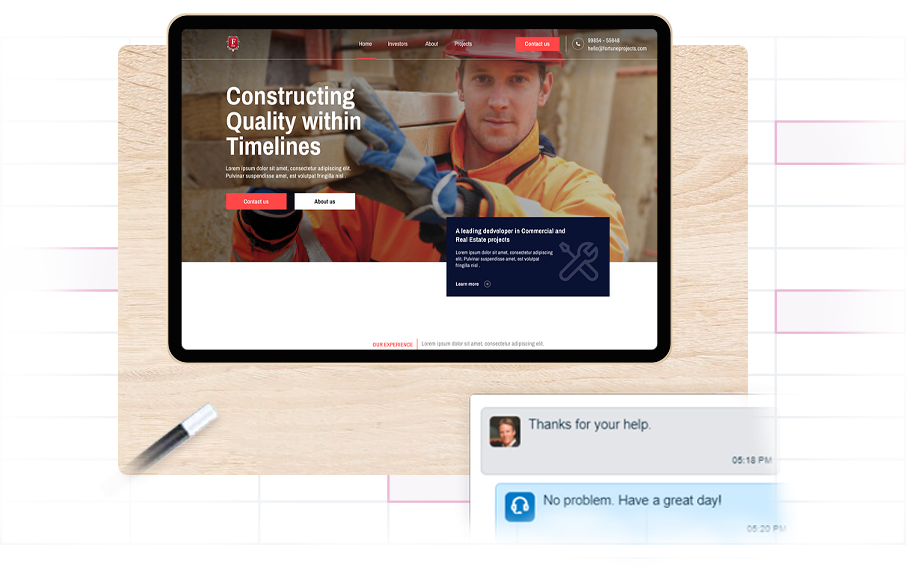 F
Home Investors About Projects Contact us
99854 - 55648
hello@fortuneprojects.com
Constructing
Quality within
Timelines
Lorem ipsum dolor sit amet, consectetur adipiscing elit.
Pulvinar suspendisse amet, est volutpat fringilla nisl .
Contact us About us
A leading dedveloper in Commercial and
Real Estate projects
Lorem ipsum dolor sit amet, consectetur adipiscing
elit. Pulvinar suspendisse amet, est volutpat
fringilla nisl .
Learn more
OUR EXPERIENCE Lorem ipsum dolor sit amet, consectetur adipiscing elit.
Thanks for your help.
05:18 PM
No problem. Have a great day!
05:20 PM